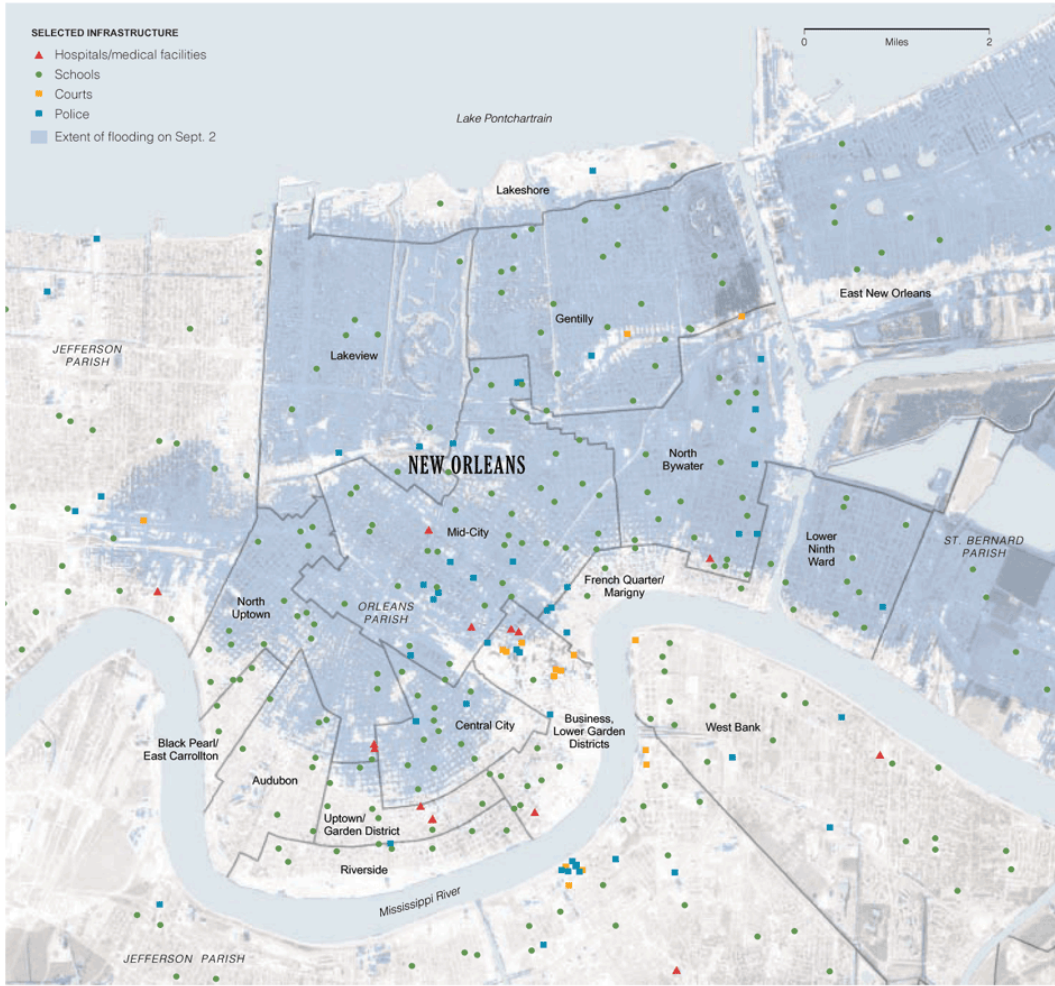 SELECTED INFRASTRUCTURE
Hospitals/medical facilities
Schools
Courts
Police
Extent of flooding on Sept. 2
0
2
Miles
Lake Pontchartrain
Lakeshore
East New Orleans
Gentilly
JEFFERSON
PARISH
Lakeview
NEW ORLEANS
North
Bywater
Mid-City
Lower
Ninth
Ward
ST. BERNARD
PARISH
French Quarter/
Marigny
North
Uptown
ORLEANS
PARISH
Central City
Business,
Lower Garden
Districts
West Bank
Black Pearl/
East Carrollton
Audubon
Uptown/
Garden District
Riverside
Mississippi River
JEFFERSON PARISH